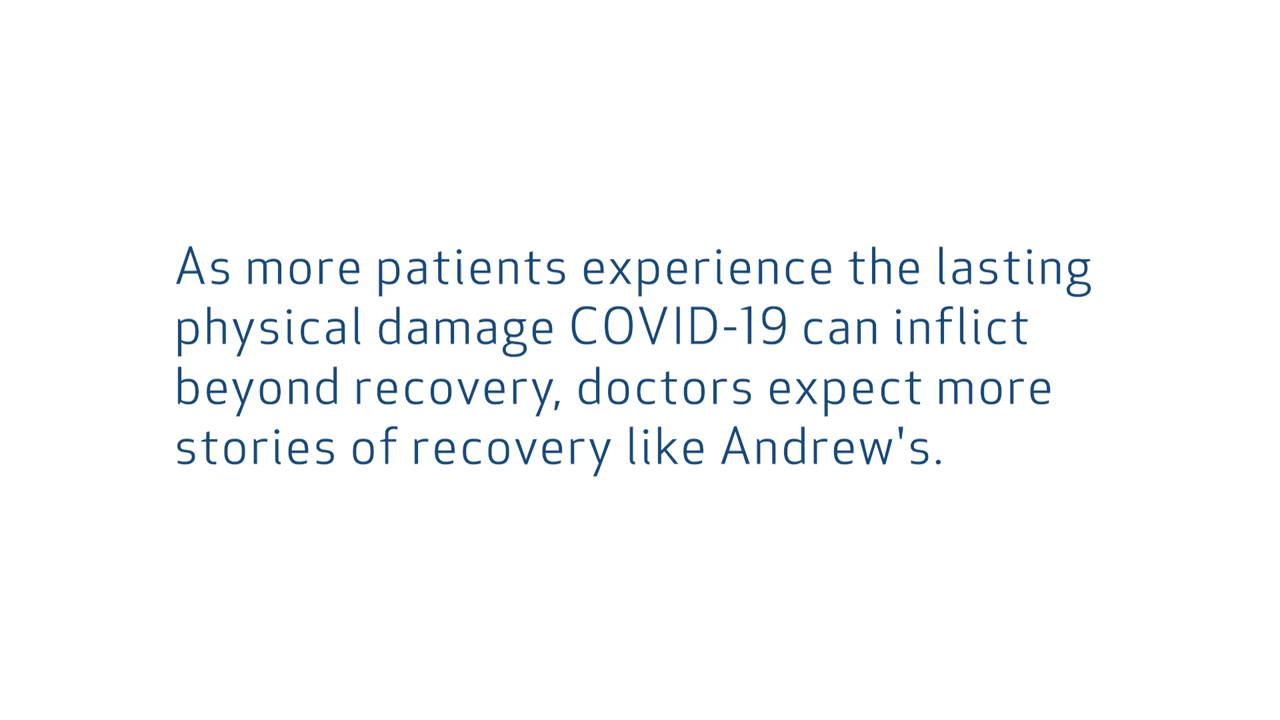 As more patients experience the lasting
physical damage COVID-19 can inflict
beyond recovery, doctors expect more
stories of recovery like Andrew's.